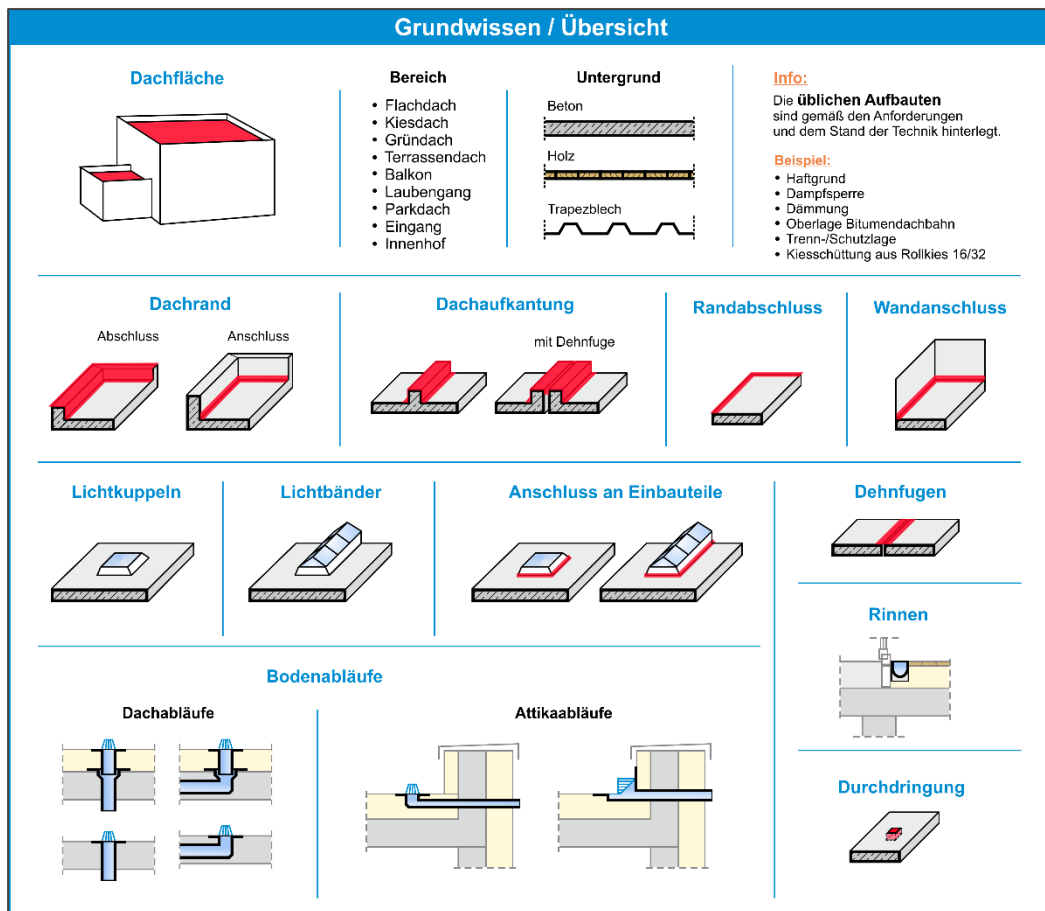 Grundwissen / Übersicht
Dachfläche
Bereich
• Flachdach
• Kiesdach
• Gründach
• Terrassendach
• Balkon
• Laubengang
• Parkdach
• Eingang
• Innenhof
Untergrund
Beton
Holz
Trapezblech
Info:
Die üblichen Aufbauten
sind gemäß den Anforderungen
und dem Stand der Technik hinterlegt.
Beispiel:
• Haftgrund
• Dampfsperre
• Dämmung
• Oberlage Bitumendachbahn
• Trenn-/Schutzlage
• Kiesschüttung aus Rollkies 16/32
Dachrand
Abschluss
Anschluss
Dachaufkantung
mit Dehnfuge
Randabschluss
Wandanschluss
Lichtkuppeln
Lichtbänder
Anschluss an Einbauteile
Dehnfugen
Rinnen
Bodenabläufe
Dachabläufe
Attikaabläufe
Durchdringung